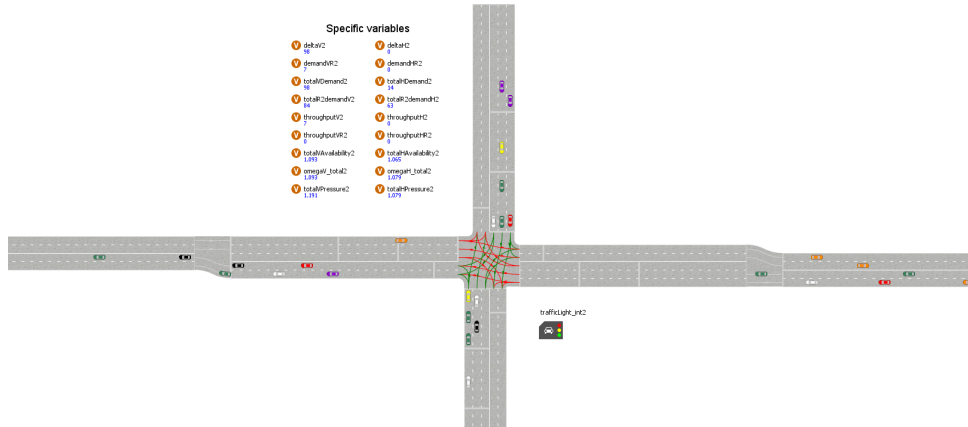 Specific variables
V deltaV2
98
V deltaH2
0
V demandVR2
7
V demandHR2
0
V totalVDemand2
98
V totalHDemand2
14
V totalR2demandV2
84
V totalR2demandH2
63
V throughputV2
7
V throughputH2
0
V throughputVR2
0
V throughputHR2
0
V totalVAvailability2
1.093
V totalHAvailability2
1.065
V omegaV_total2
1.093
V omegaH_total2
1.079
V totalVPressure2
1.191
V totalHPressure2
1.079
trafficLight_int2